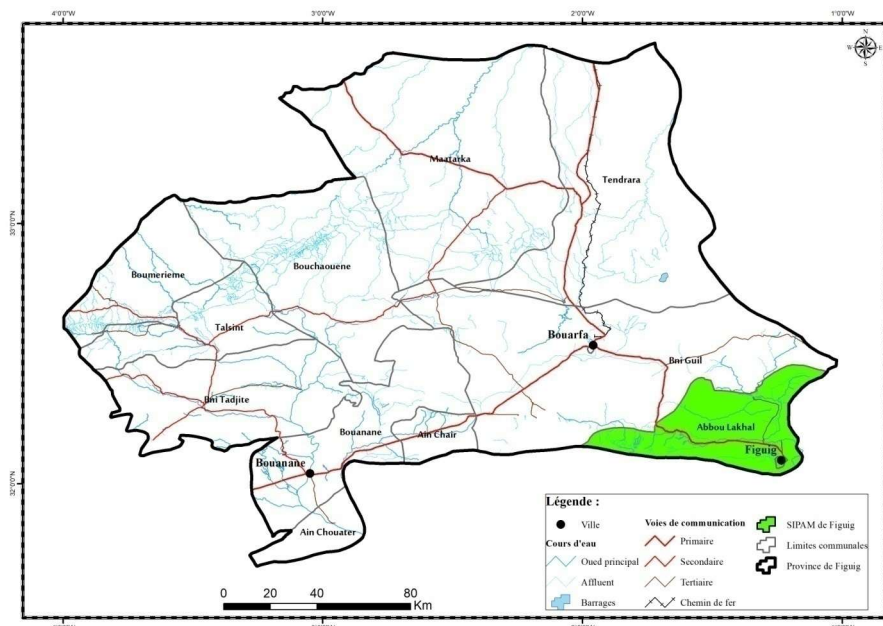 4°0'0"W 3°0'0"W 2°0'0"W 1°0'0"W
N
W E
S
Maatarka
Tendrara
33°0'0"N
Boumerieme
Bouchaouene
Talsint
Bouarfa
Bni Guil
Bni Tadjite
Abbou Lakhal
Bouanane
Ain Chair
Figuig
Bouanane
32°0'0"N
Ain Chouater
0 20 40 80
Km
Légende :
Ville
Cours d'eau
Oued principal
Affluent
Barrages
Voies de communication
Primaire
Secondaire
Tertiaire
Chemin de fer
SIPAM de Figuig
Limites communales
Province de Figuig